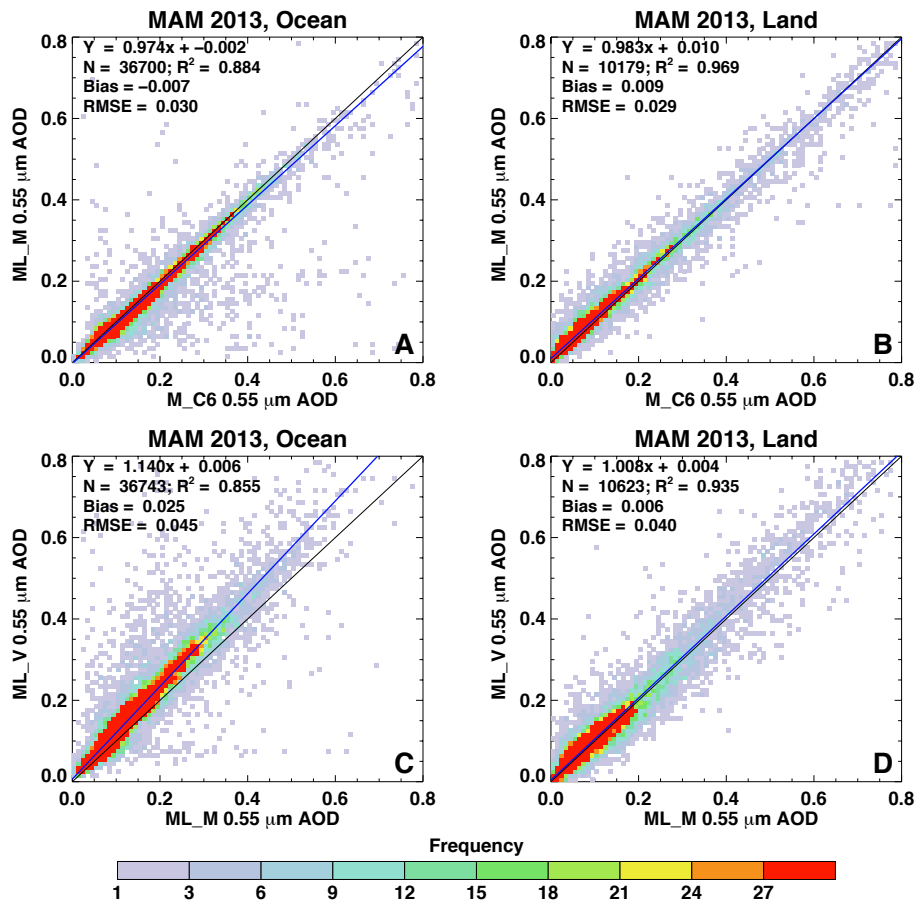 MAM 2013, Ocean
Y = 0.974x + −0.002
N = 36700; R² = 0.884
Bias = −0.007
RMSE = 0.030
ML_M 0.55 μm AOD
0.8
0.6
0.4
0.2
0.0
A
0.0 0.2 0.4 0.6 0.8
M_C6 0.55 μm AOD
MAM 2013, Land
Y = 0.983x + 0.010
N = 10179; R² = 0.969
Bias = 0.009
RMSE = 0.029
ML_M 0.55 μm AOD
0.8
0.6
0.4
0.2
0.0
B
0.0 0.2 0.4 0.6 0.8
M_C6 0.55 μm AOD
MAM 2013, Ocean
Y = 1.140x + 0.006
N = 36743; R² = 0.855
Bias = 0.025
RMSE = 0.045
ML_V 0.55 μm AOD
0.8
0.6
0.4
0.2
0.0
C
0.0 0.2 0.4 0.6 0.8
ML_M 0.55 μm AOD
MAM 2013, Land
Y = 1.008x + 0.004
N = 10623; R² = 0.935
Bias = 0.006
RMSE = 0.040
ML_V 0.55 μm AOD
0.8
0.6
0.4
0.2
0.0
D
0.0 0.2 0.4 0.6 0.8
ML_M 0.55 μm AOD
Frequency
1 3 6 9 12 15 18 21 24 27